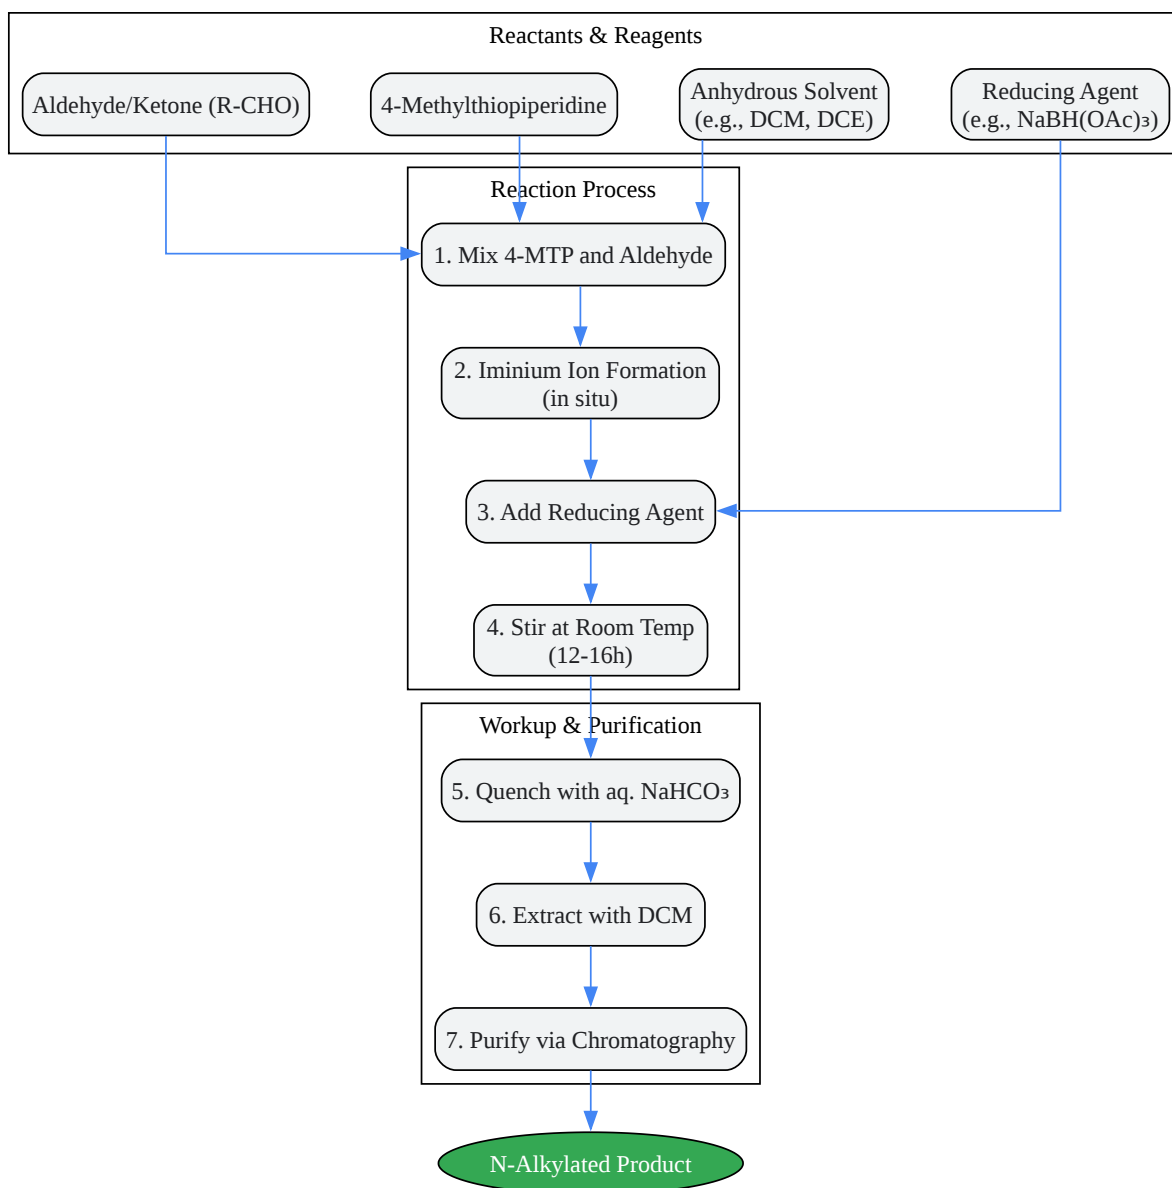 Reactants & Reagents
Aldehyde/Ketone (R-CHO)
4-Methylthiopiperidine
Anhydrous Solvent
(e.g., DCM, DCE)
Reducing Agent
(e.g., NaBH(OAc)₃)
Reaction Process
1. Mix 4-MTP and Aldehyde
2. Iminium Ion Formation
(in situ)
3. Add Reducing Agent
4. Stir at Room Temp
(12-16h)
Workup & Purification
5. Quench with aq. NaHCO₃
6. Extract with DCM
7. Purify via Chromatography
N-Alkylated Product